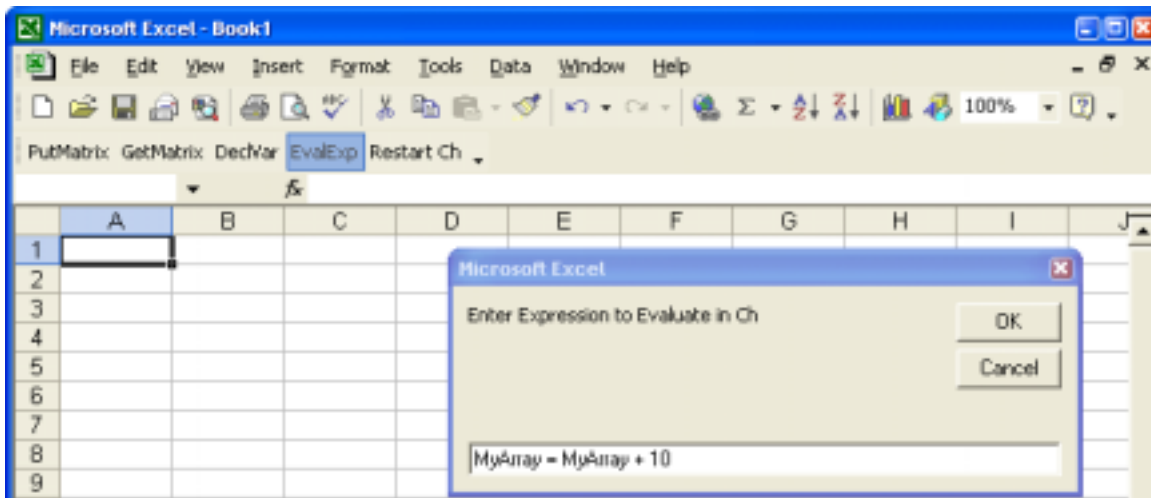 Microsoft Excel - Book1
File Edit View Insert Format Tools Data Window Help
100%
PutMatrix GetMatrix DeclVar EvalExp Restart Ch
fx
A B C D E F G H I J
1
2
3
4
5
6
7
8
9
Microsoft Excel
Enter Expression to Evaluate in Ch
OK
Cancel
MyArray = MyArray + 10